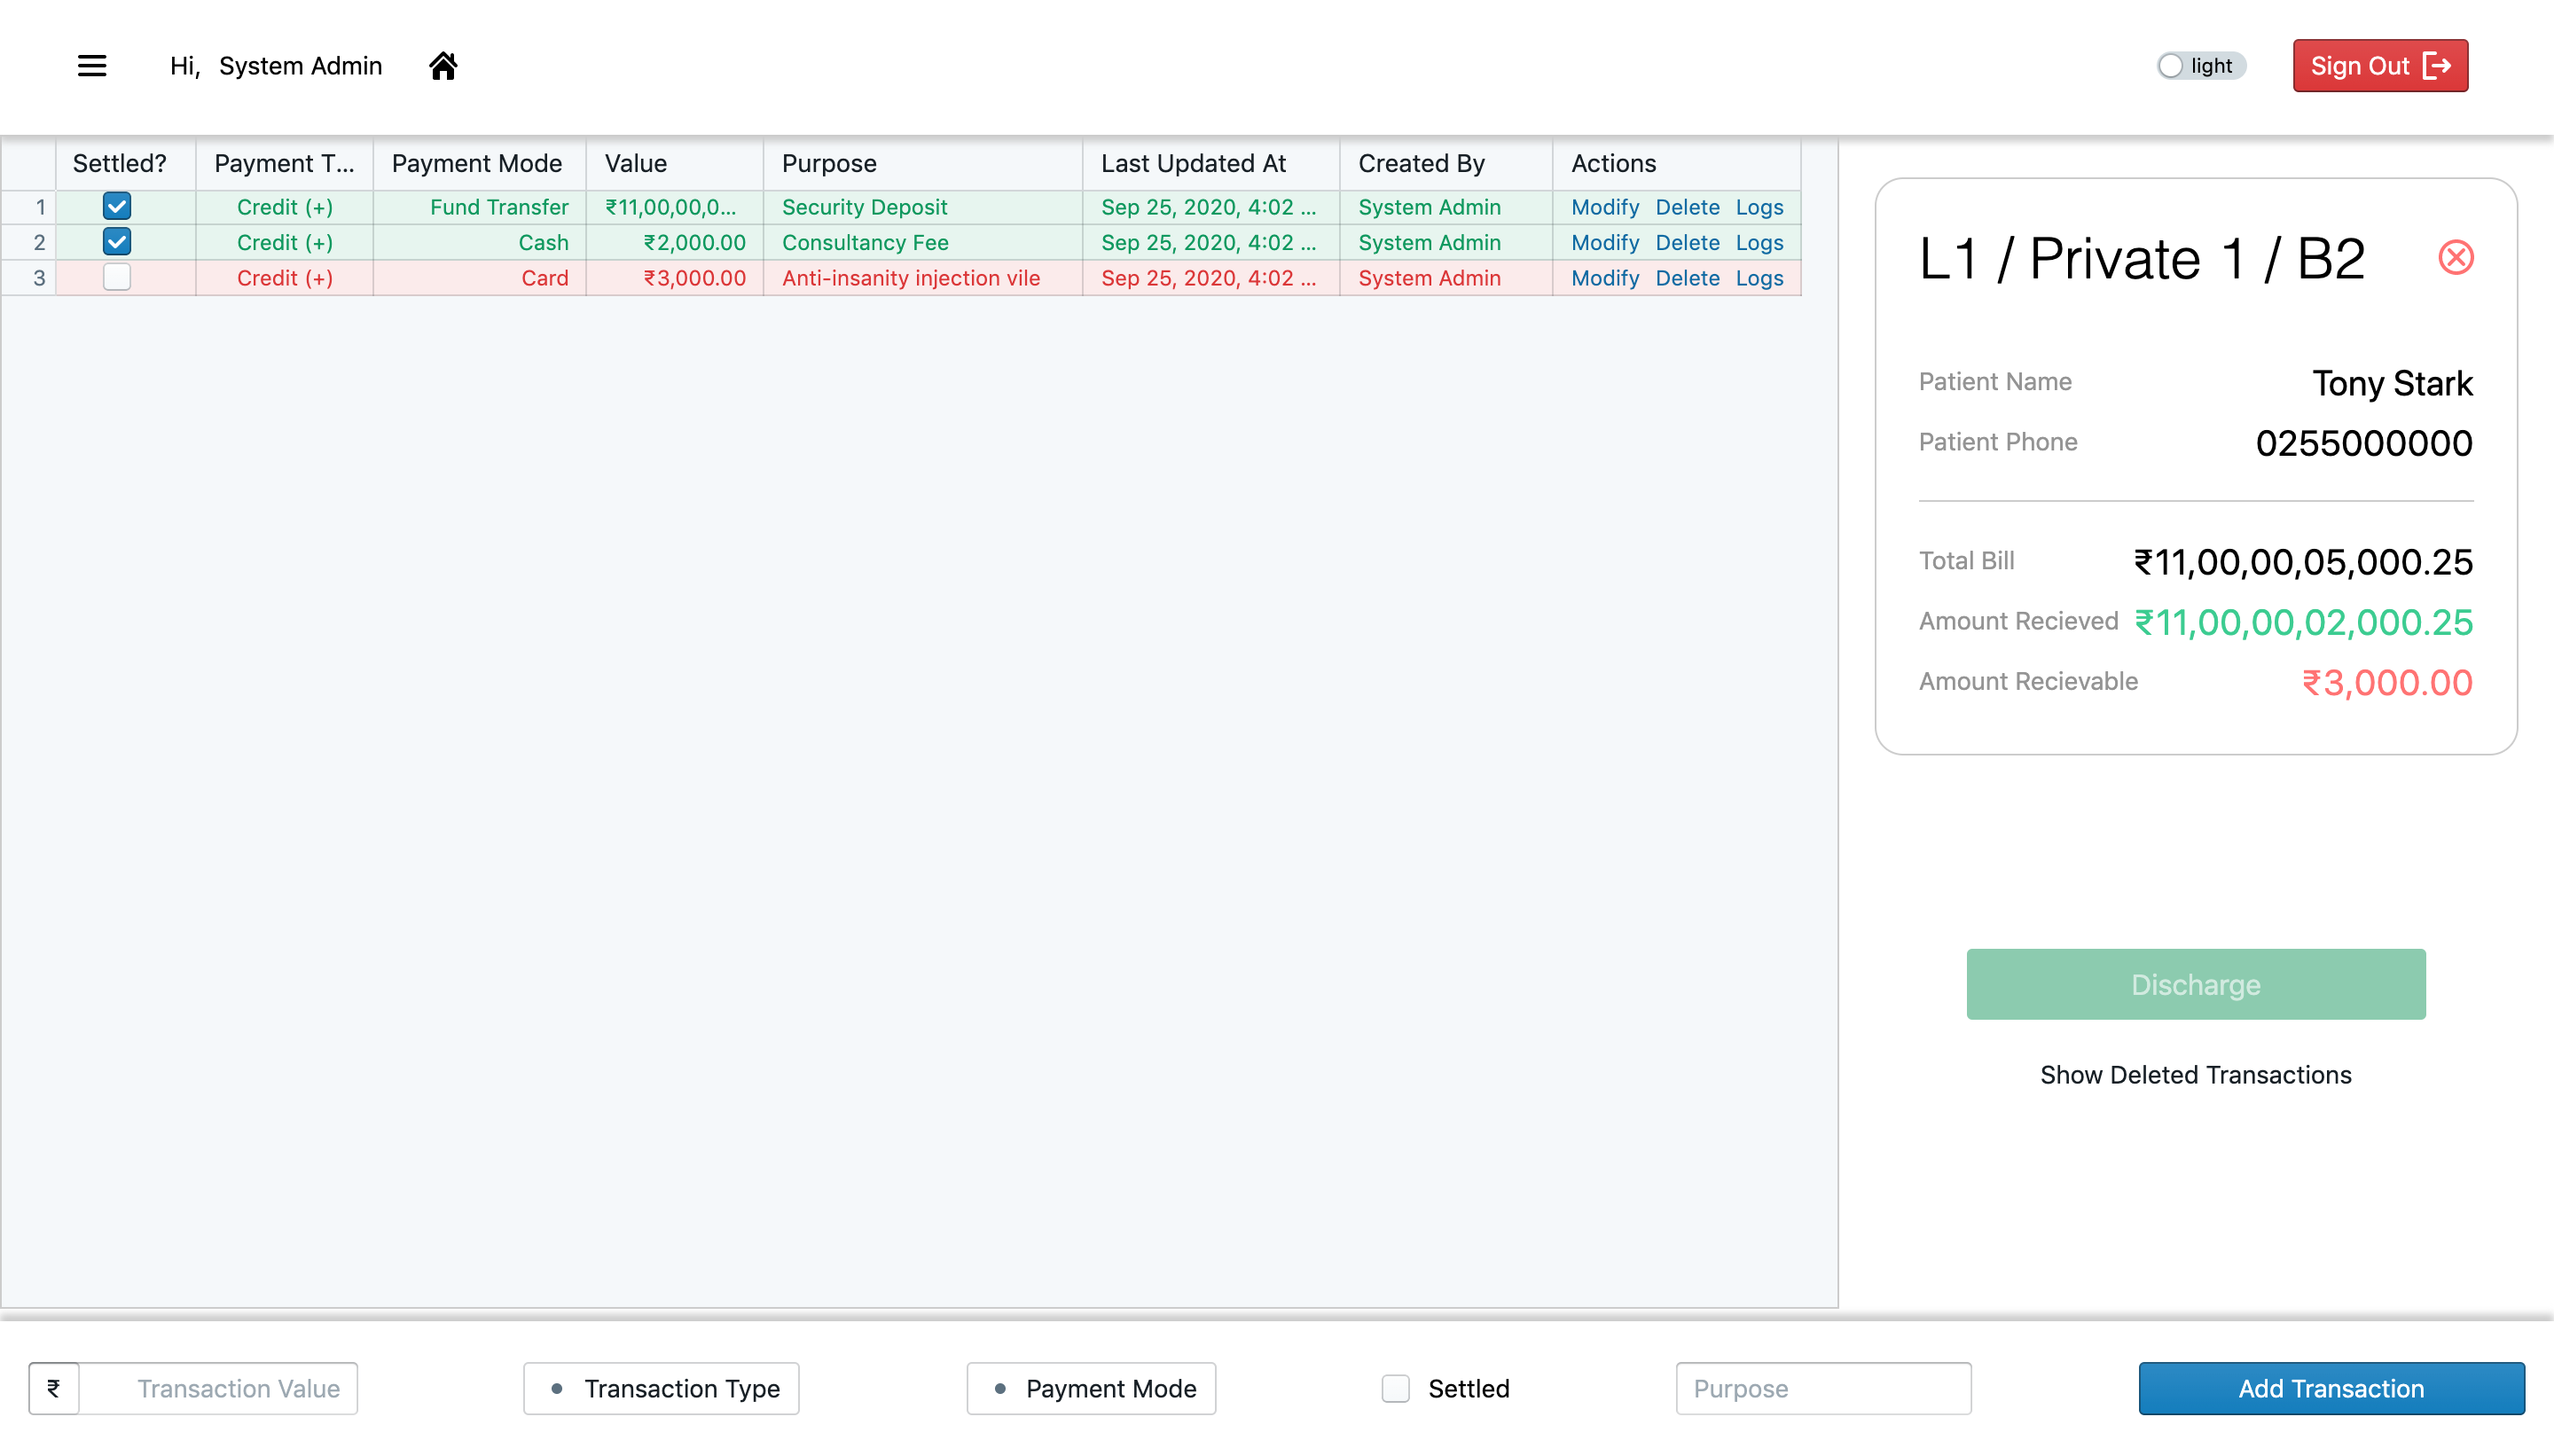 Hi, System Admin light Sign Out
Settled? Payment T... Payment Mode Value Purpose Last Updated At Created By Actions
1 Credit (+) Fund Transfer ₹11,00,00,0... Security Deposit Sep 25, 2020, 4:02 ... System Admin Modify Delete Logs
2 Credit (+) Cash ₹2,000.00 Consultancy Fee Sep 25, 2020, 4:02 ... System Admin Modify Delete Logs
3 Credit (+) Card ₹3,000.00 Anti-insanity injection vile Sep 25, 2020, 4:02 ... System Admin Modify Delete Logs
L1 / Private 1 / B2
Patient Name Tony Stark
Patient Phone 0255000000
Total Bill ₹11,00,00,05,000.25
Amount Recieved ₹11,00,00,02,000.25
Amount Recievable ₹3,000.00
Discharge
Show Deleted Transactions
₹ Transaction Value Transaction Type Payment Mode Settled Purpose Add Transaction